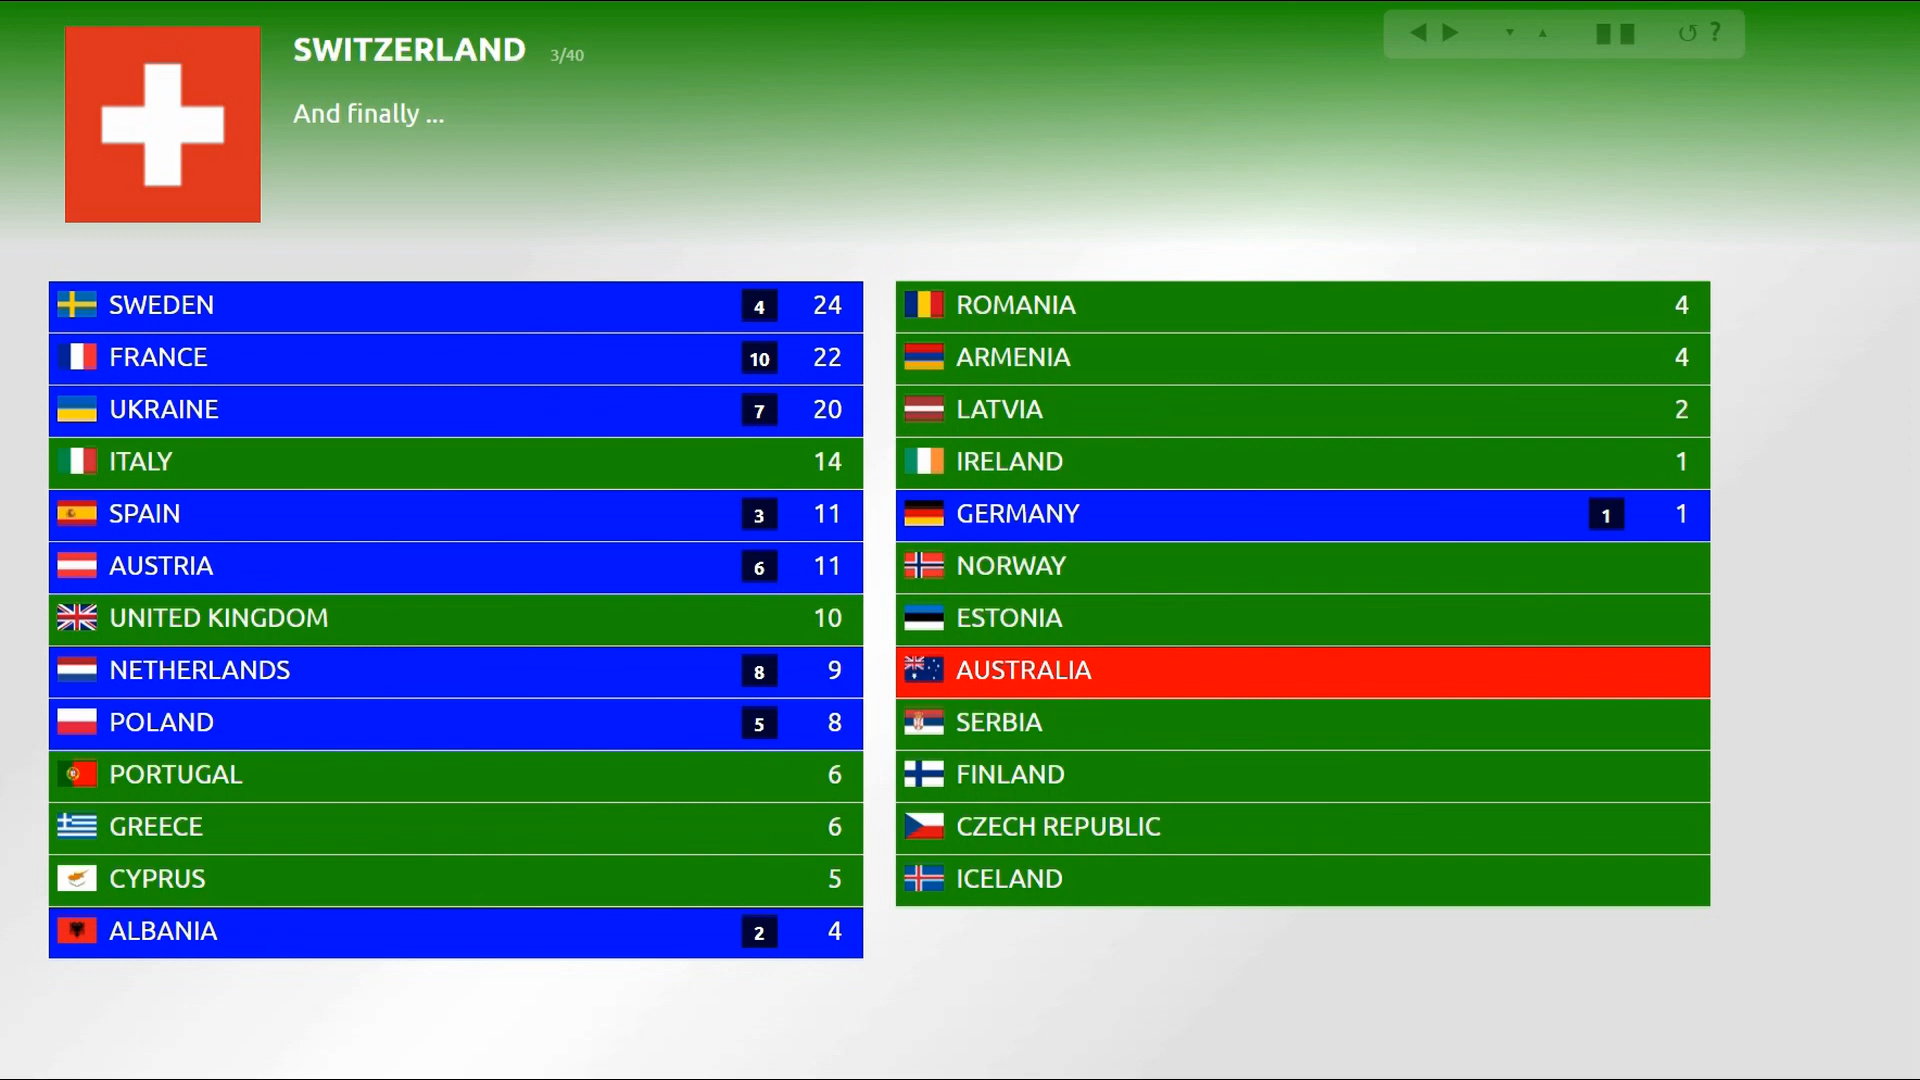 SWITZERLAND 3/40
And finally ...
SWEDEN 4 24
FRANCE 10 22
UKRAINE 7 20
ITALY 14
SPAIN 3 11
AUSTRIA 6 11
UNITED KINGDOM 10
NETHERLANDS 8 9
POLAND 5 8
PORTUGAL 6
GREECE 6
CYPRUS 5
ALBANIA 2 4
ROMANIA 4
ARMENIA 4
LATVIA 2
IRELAND 1
GERMANY 1 1
NORWAY
ESTONIA
AUSTRALIA
SERBIA
FINLAND
CZECH REPUBLIC
ICELAND
?